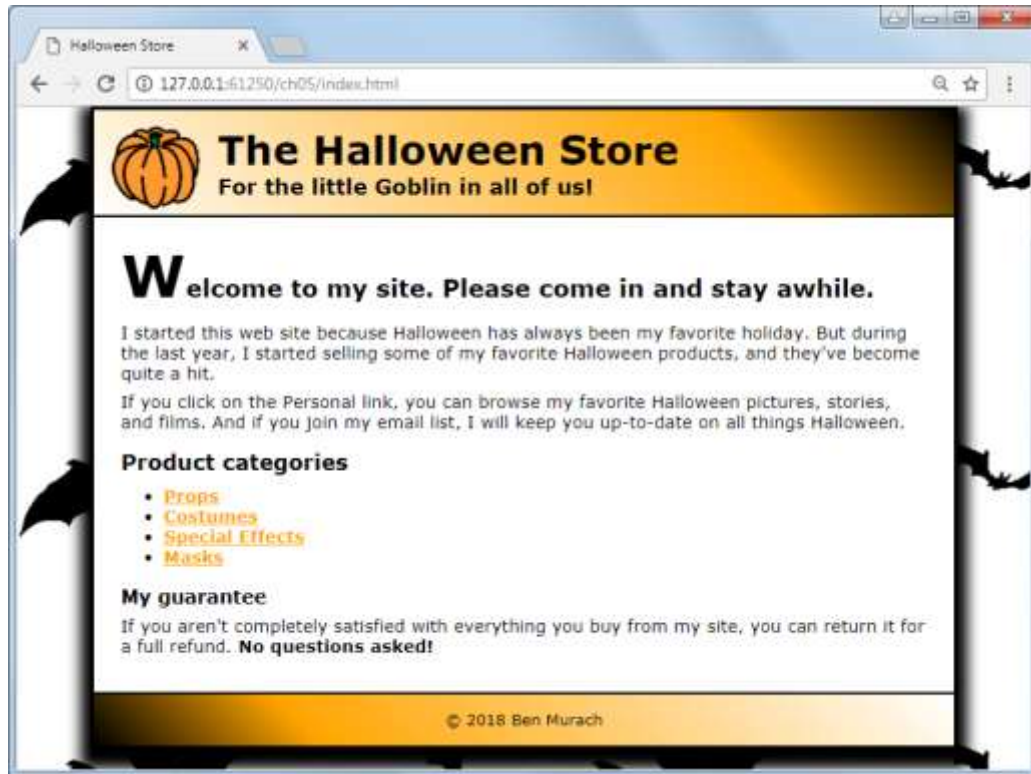 Halloween Store
127.0.0.1:61250/ch05/index.html
The Halloween Store
For the little Goblin in all of us!
Welcome to my site. Please come in and stay awhile.
I started this web site because Halloween has always been my favorite holiday. But during
the last year, I started selling some of my favorite Halloween products, and they've become
quite a hit.
If you click on the Personal link, you can browse my favorite Halloween pictures, stories,
and films. And if you join my email list, I will keep you up-to-date on all things Halloween.
Product categories
• Props
• Costumes
• Special Effects
• Masks
My guarantee
If you aren't completely satisfied with everything you buy from my site, you can return it for
a full refund. No questions asked!
© 2018 Ben Murach